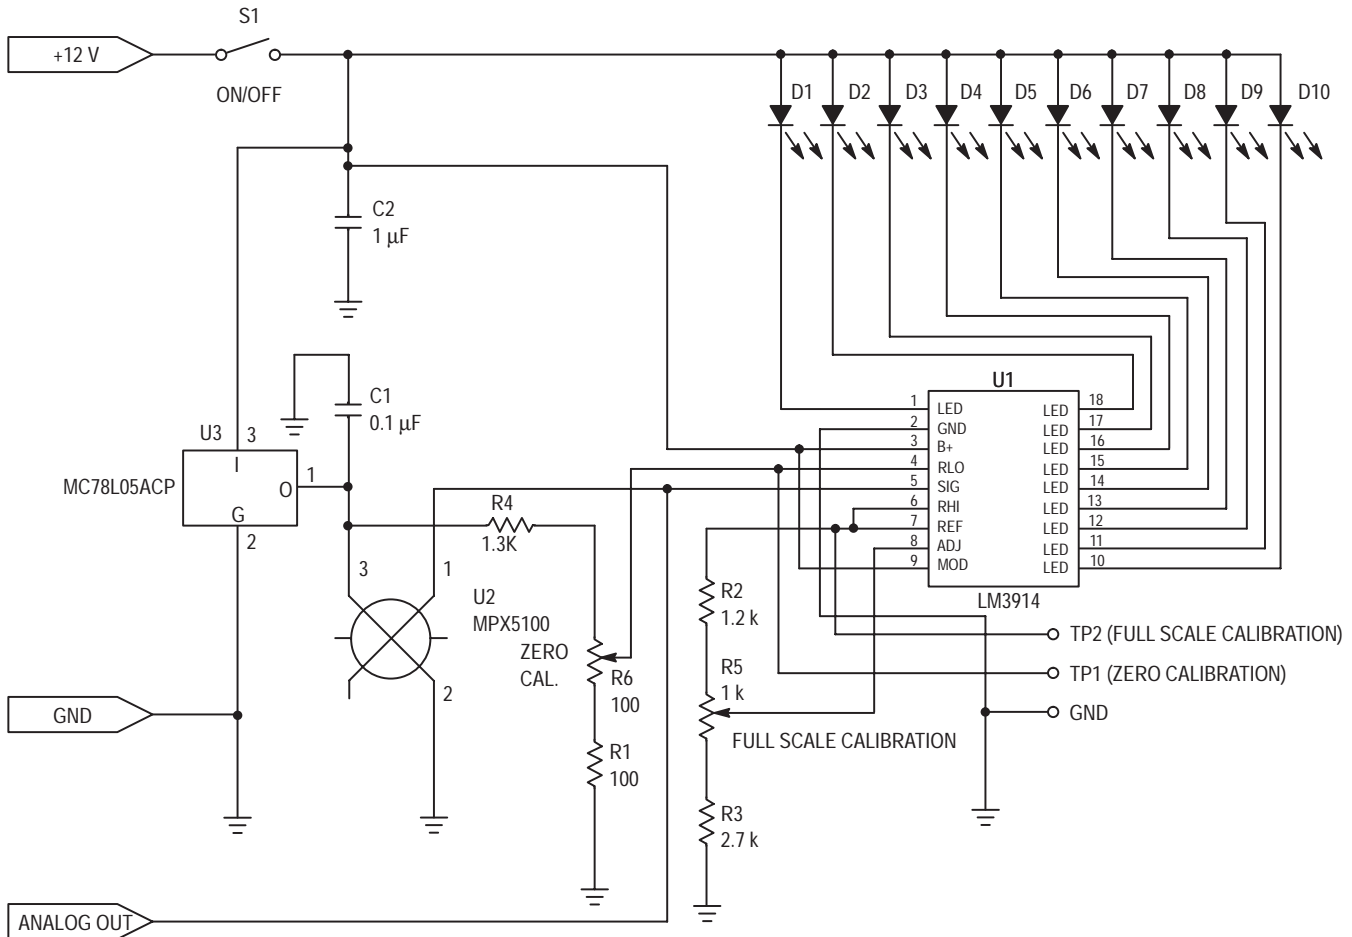 S1
+12 V
ON/OFF
D1
D2
D3
D4
D5
D6
D7
D8
D9
D10
C2
1 µF
C1
0.1 µF
U3
3
I
MC78L05ACP
O
1
G
2
R4
1.3K
3
1
U2
MPX5100
2
ZERO
CAL.
R6
100
R1
100
GND
ANALOG OUT
U1
1 LED
2 GND
3 B+
4 RLO
5 SIG
6 RHI
7 REF
8 ADJ
9 MOD
LED 18
LED 17
LED 16
LED 15
LED 14
LED 13
LED 12
LED 11
LED 10
LM3914
R2
1.2 k
R5
1 k
FULL SCALE CALIBRATION
R3
2.7 k
TP2 (FULL SCALE CALIBRATION)
TP1 (ZERO CALIBRATION)
GND